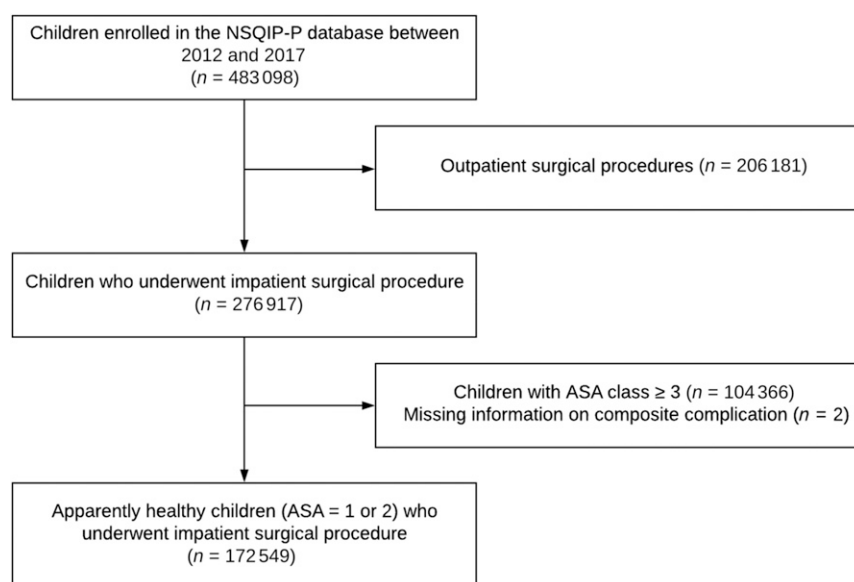 Children enrolled in the NSQIP-P database between
2012 and 2017
(n = 483 098)
Outpatient surgical procedures (n = 206 181)
Children who underwent impatient surgical procedure
(n = 276 917)
Children with ASA class ≥ 3 (n = 104 366)
Missing information on composite complication (n = 2)
Apparently healthy children (ASA = 1 or 2) who
underwent impatient surgical procedure
(n = 172 549)